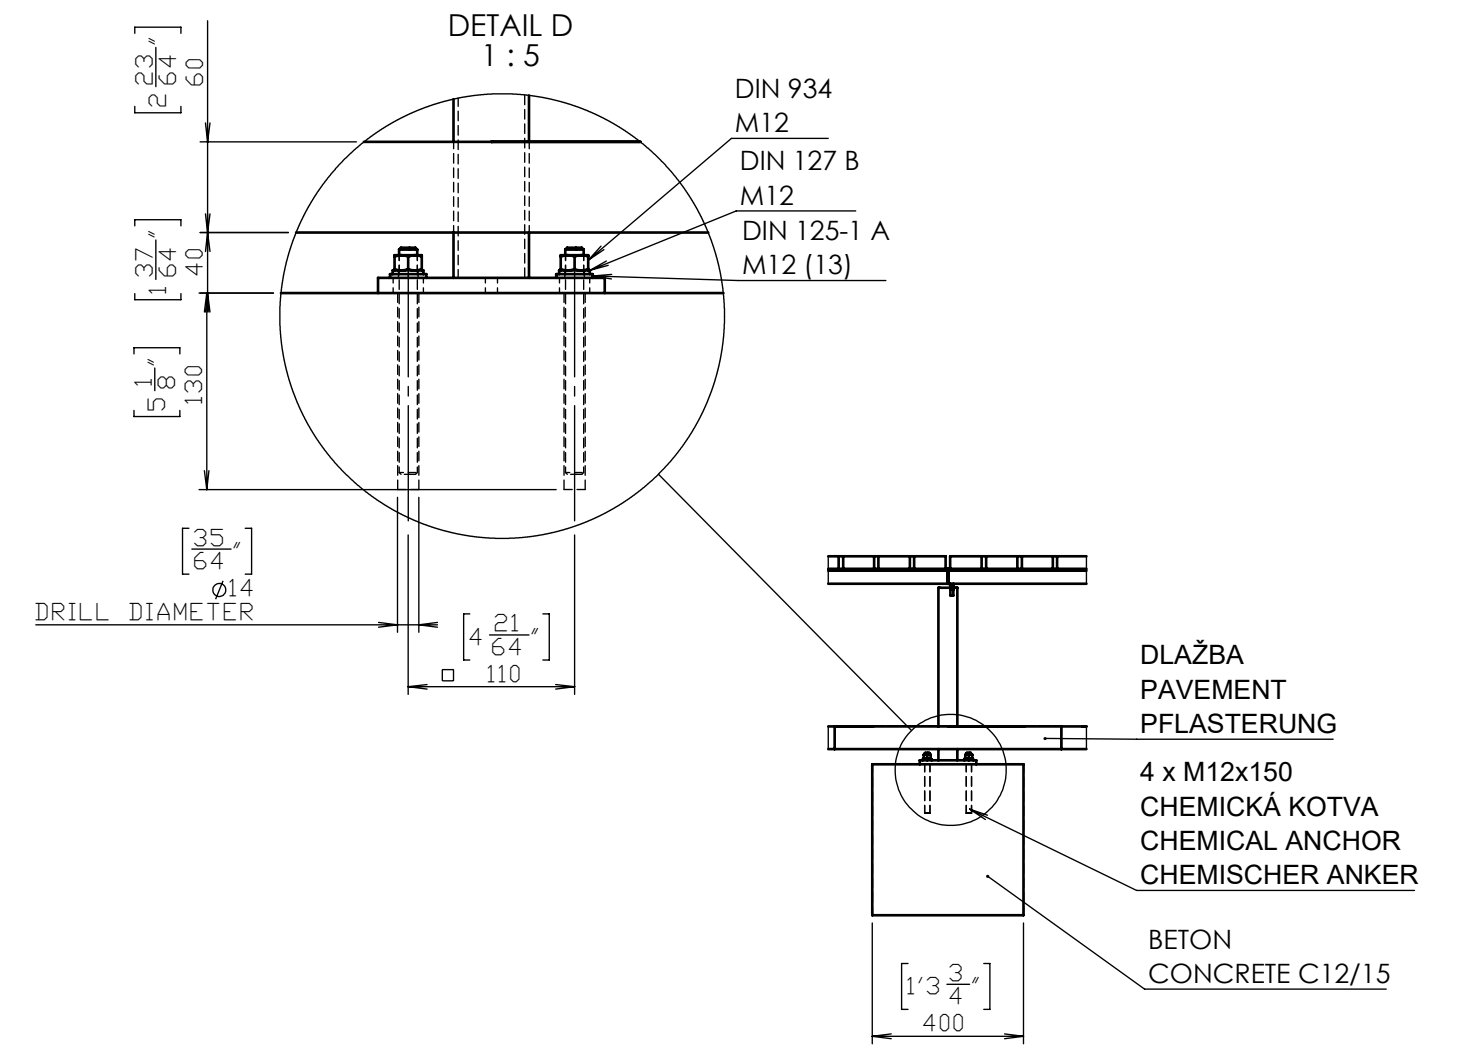 DETAIL D
1 : 5
[2 23/64"]
60
DIN 934
M12
DIN 127 B
M12
DIN 125-1 A
M12 (13)
[1 37/64"]
40
[5 1/8"]
130
[35/64"]
⌀14
DRILL DIAMETER
[4 21/64"]
□ 110
DLAŽBA
PAVEMENT
PFLASTERUNG
4 x M12x150
CHEMICKÁ KOTVA
CHEMICAL ANCHOR
CHEMISCHER ANKER
BETON
CONCRETE C12/15
[1'3 3/4"]
400